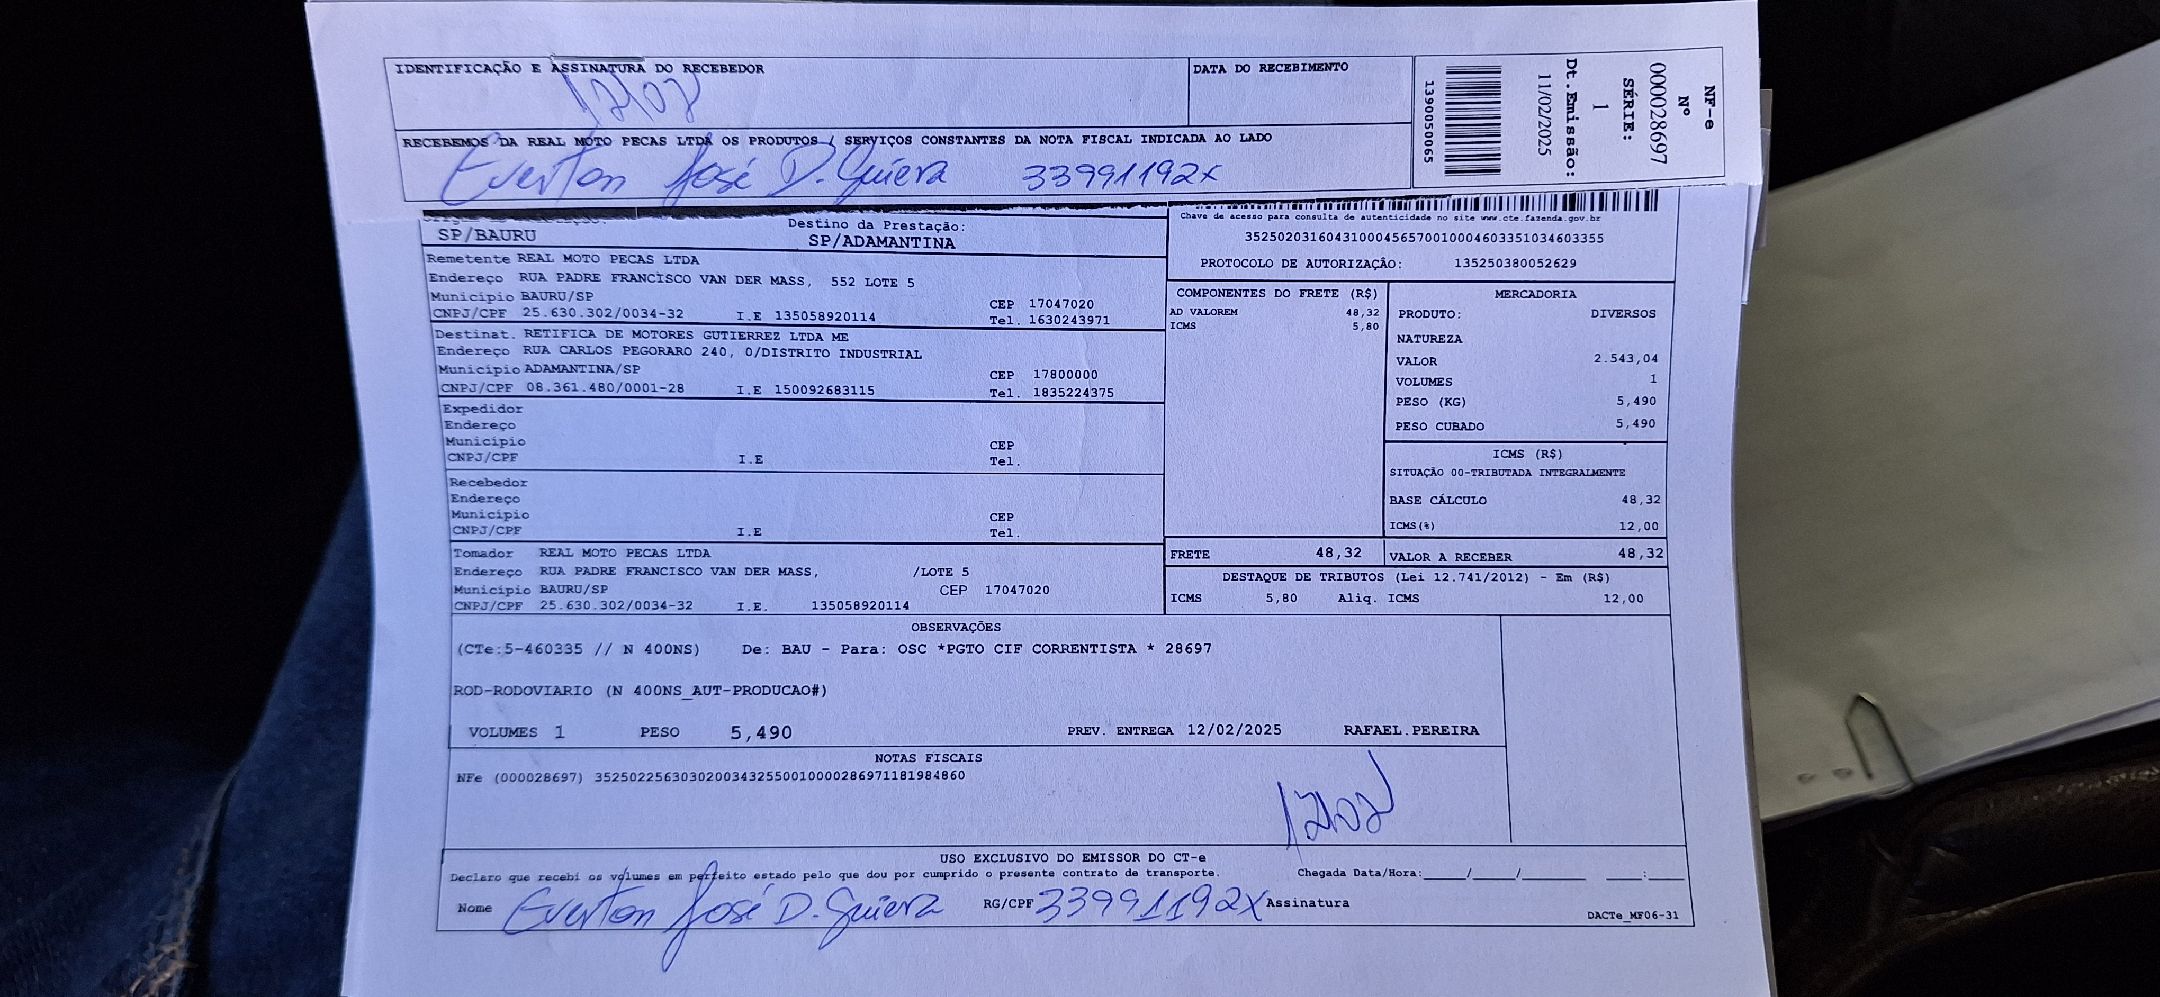 IDENTIFICAÇÃO E ASSINATURA DO RECEBEDOR
12/02
DATA DO RECEBIMENTO
RECEBEMOS DA REAL MOTO PECAS LTDA OS PRODUTOS / SERVIÇOS CONSTANTES DA NOTA FISCAL INDICADA AO LADO
Everton José D. Guiera 33991192x
1390050065
NF-e
Nº
000028697
SÉRIE:
1
Dt.Emissão:
11/02/2025
SP/BAURU
Destino da Prestação:
SP/ADAMANTINA
Chave de acesso para consulta de autenticidade no site www.cte.fazenda.gov.br
35250203160431000456570010004603351034603355
PROTOCOLO DE AUTORIZAÇÃO: 135250380052629
Remetente REAL MOTO PECAS LTDA
Endereço RUA PADRE FRANCISCO VAN DER MASS, 552 LOTE 5
Município BAURU/SP CEP 17047020
CNPJ/CPF 25.630.302/0034-32 I.E 135058920114 Tel. 1630243971
Destinat. RETIFICA DE MOTORES GUTIERREZ LTDA ME
Endereço RUA CARLOS PEGORARO 240, 0/DISTRITO INDUSTRIAL
Município ADAMANTINA/SP CEP 17800000
CNPJ/CPF 08.361.480/0001-28 I.E 150092683115 Tel. 1835224375
Expedidor
Endereço
Município CEP
CNPJ/CPF I.E Tel.
Recebedor
Endereço
Município CEP
CNPJ/CPF I.E Tel.
Tomador REAL MOTO PECAS LTDA
Endereço RUA PADRE FRANCISCO VAN DER MASS, /LOTE 5
Município BAURU/SP CEP 17047020
CNPJ/CPF 25.630.302/0034-32 I.E. 135058920114
COMPONENTES DO FRETE (R$)
AD VALOREM 48,32
ICMS 5,80
MERCADORIA
PRODUTO: DIVERSOS
NATUREZA
VALOR 2.543,04
VOLUMES 1
PESO (KG) 5,490
PESO CUBADO 5,490
ICMS (R$)
SITUAÇÃO 00-TRIBUTADA INTEGRALMENTE
BASE CÁLCULO 48,32
ICMS(%) 12,00
FRETE 48,32
VALOR A RECEBER 48,32
DESTAQUE DE TRIBUTOS (Lei 12.741/2012) - Em (R$)
ICMS 5,80 Aliq. ICMS 12,00
OBSERVAÇÕES
(CTe:5-460335 // N 400NS) De: BAU - Para: OSC *PGTO CIF CORRENTISTA * 28697
ROD-RODOVIARIO (N 400NS_AUT-PRODUCAO#)
VOLUMES 1 PESO 5,490 PREV. ENTREGA 12/02/2025 RAFAEL.PEREIRA
NOTAS FISCAIS
NFe (000028697) 35250225630302003432550010000286971181984860
12/02
USO EXCLUSIVO DO EMISSOR DO CT-e
Declaro que recebi os volumes em perfeito estado pelo que dou por cumprido o presente contrato de transporte. Chegada Data/Hora:_____/_____/_______ ____:____
Nome Everton José D. Guiera RG/CPF 33991192X Assinatura
DACTe_MF06-31